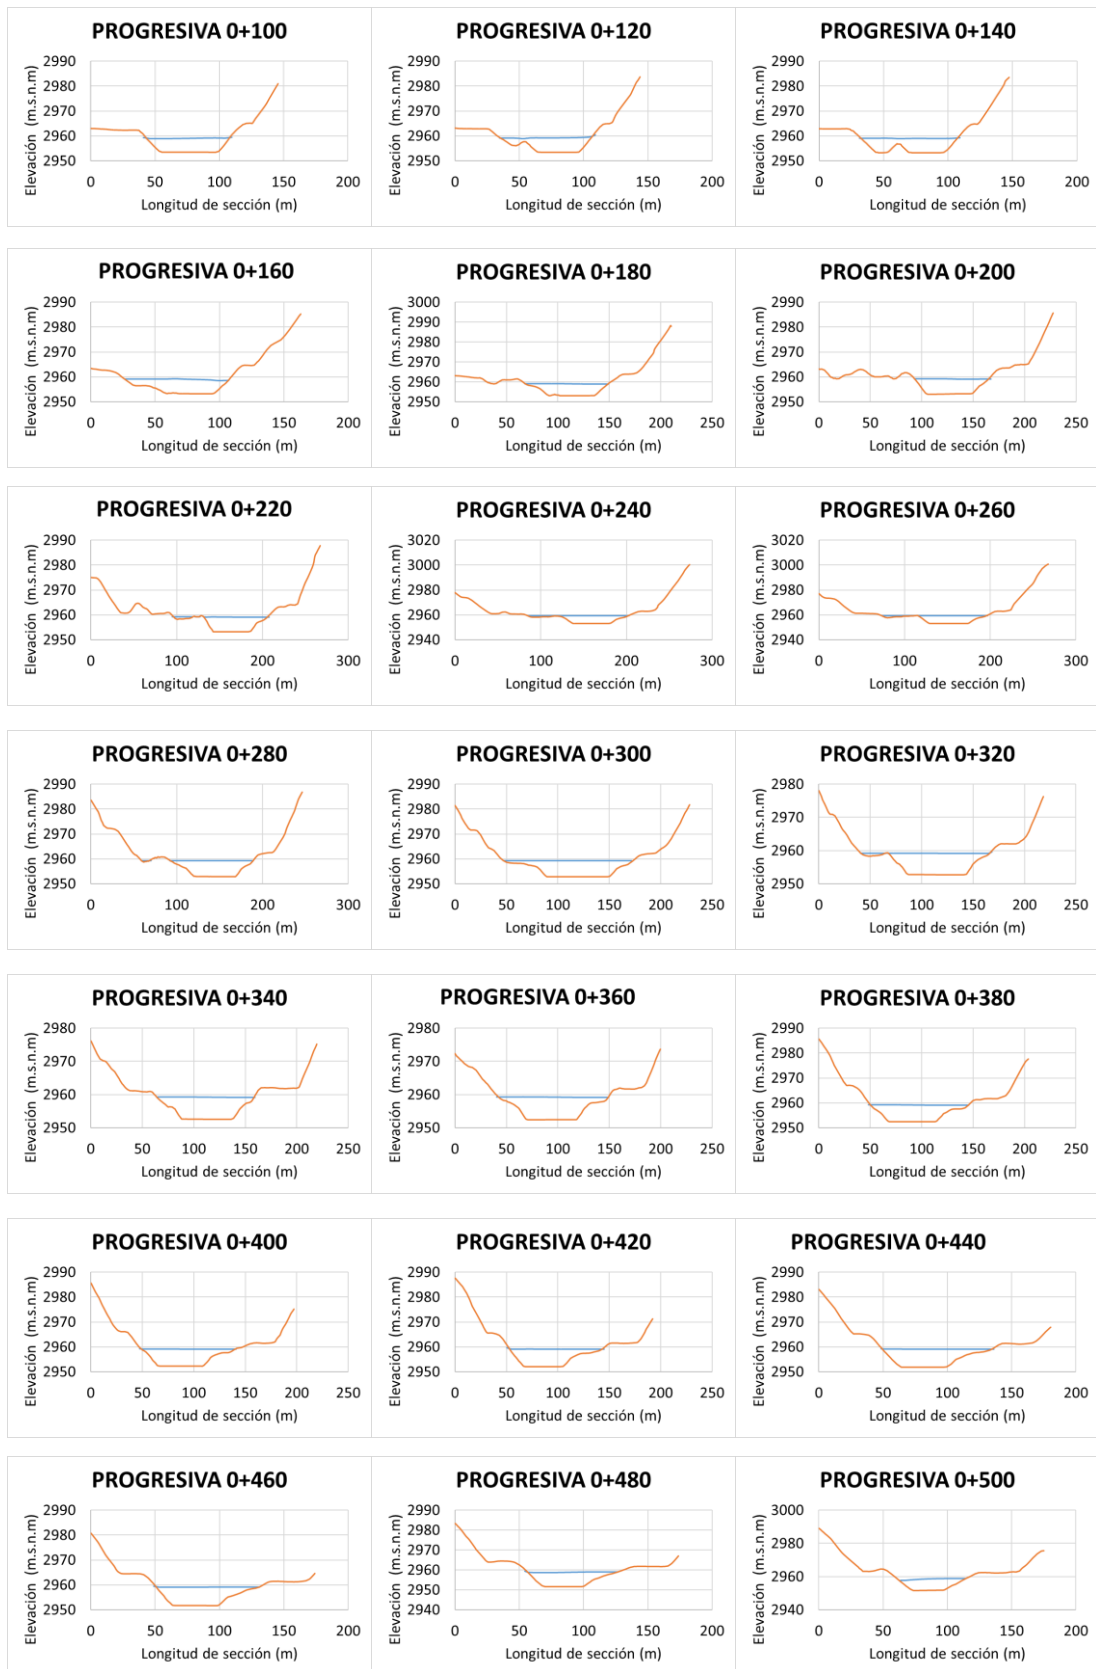 PROGRESIVA 0+100
Elevación (m.s.n.m)
2990
2980
2970
2960
2950
0 50 100 150 200
Longitud de sección (m)
PROGRESIVA 0+120
Elevación (m.s.n.m)
2990
2980
2970
2960
2950
0 50 100 150 200
Longitud de sección (m)
PROGRESIVA 0+140
Elevación (m.s.n.m)
2990
2980
2970
2960
2950
0 50 100 150 200
Longitud de sección (m)
PROGRESIVA 0+160
Elevación (m.s.n.m)
2990
2980
2970
2960
2950
0 50 100 150 200
Longitud de sección (m)
PROGRESIVA 0+180
Elevación (m.s.n.m)
3000
2990
2980
2970
2960
2950
0 50 100 150 200 250
Longitud de sección (m)
PROGRESIVA 0+200
Elevación (m.s.n.m)
2990
2980
2970
2960
2950
0 50 100 150 200 250
Longitud de sección (m)
PROGRESIVA 0+220
Elevación (m.s.n.m)
2990
2980
2970
2960
2950
0 100 200 300
Longitud de sección (m)
PROGRESIVA 0+240
Elevación (m.s.n.m)
3020
3000
2980
2960
2940
0 100 200 300
Longitud de sección (m)
PROGRESIVA 0+260
Elevación (m.s.n.m)
3020
3000
2980
2960
2940
0 100 200 300
Longitud de sección (m)
PROGRESIVA 0+280
Elevación (m.s.n.m)
2990
2980
2970
2960
2950
0 100 200 300
Longitud de sección (m)
PROGRESIVA 0+300
Elevación (m.s.n.m)
2990
2980
2970
2960
2950
0 50 100 150 200 250
Longitud de sección (m)
PROGRESIVA 0+320
Elevación (m.s.n.m)
2980
2970
2960
2950
0 50 100 150 200 250
Longitud de sección (m)
PROGRESIVA 0+340
Elevación (m.s.n.m)
2980
2970
2960
2950
0 50 100 150 200 250
Longitud de sección (m)
PROGRESIVA 0+360
Elevación (m.s.n.m)
2980
2970
2960
2950
0 50 100 150 200 250
Longitud de sección (m)
PROGRESIVA 0+380
Elevación (m.s.n.m)
2990
2980
2970
2960
2950
0 50 100 150 200 250
Longitud de sección (m)
PROGRESIVA 0+400
Elevación (m.s.n.m)
2990
2980
2970
2960
2950
0 50 100 150 200 250
Longitud de sección (m)
PROGRESIVA 0+420
Elevación (m.s.n.m)
2990
2980
2970
2960
2950
0 50 100 150 200 250
Longitud de sección (m)
PROGRESIVA 0+440
Elevación (m.s.n.m)
3000
2990
2980
2970
2960
2950
0 50 100 150 200
Longitud de sección (m)
PROGRESIVA 0+460
Elevación (m.s.n.m)
2990
2980
2970
2960
2950
0 50 100 150 200
Longitud de sección (m)
PROGRESIVA 0+480
Elevación (m.s.n.m)
2990
2980
2970
2960
2950
2940
0 50 100 150 200
Longitud de sección (m)
PROGRESIVA 0+500
Elevación (m.s.n.m)
3000
2980
2960
2940
0 50 100 150 200
Longitud de sección (m)